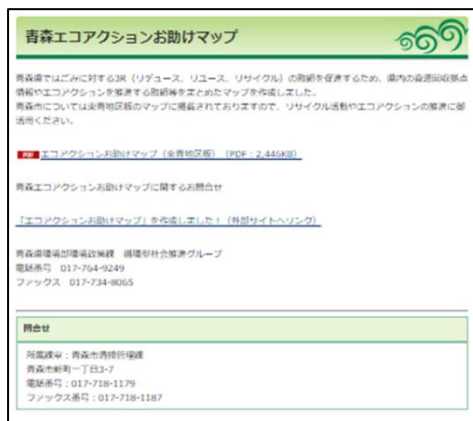 青森エコアクションお助けマップ
青森県ではごみに対する3R（リデュース、リユース、リサイクル）の取組を促進するため、県内の資源回収拠点
情報やエコアクションを推進する取組等をまとめたマップを作成しました。
青森市については東青地区版のマップに掲載されておりますので、リサイクル活動やエコアクションの推進に御
活用ください。
PDF エコアクションお助けマップ（東青地区版）（PDF：2,446KB）
青森エコアクションお助けマップに関するお問合せ
「エコアクションお助けマップ」を作成しました！（外部サイトへリンク）
青森県環境部環境政策課　循環型社会推進グループ
電話番号　017-764-9249
ファックス　017-734-8065
問合せ
所属課室：青森市清掃管理課
青森市新町一丁目3-7
電話番号：017-718-1179
ファックス番号：017-718-1187